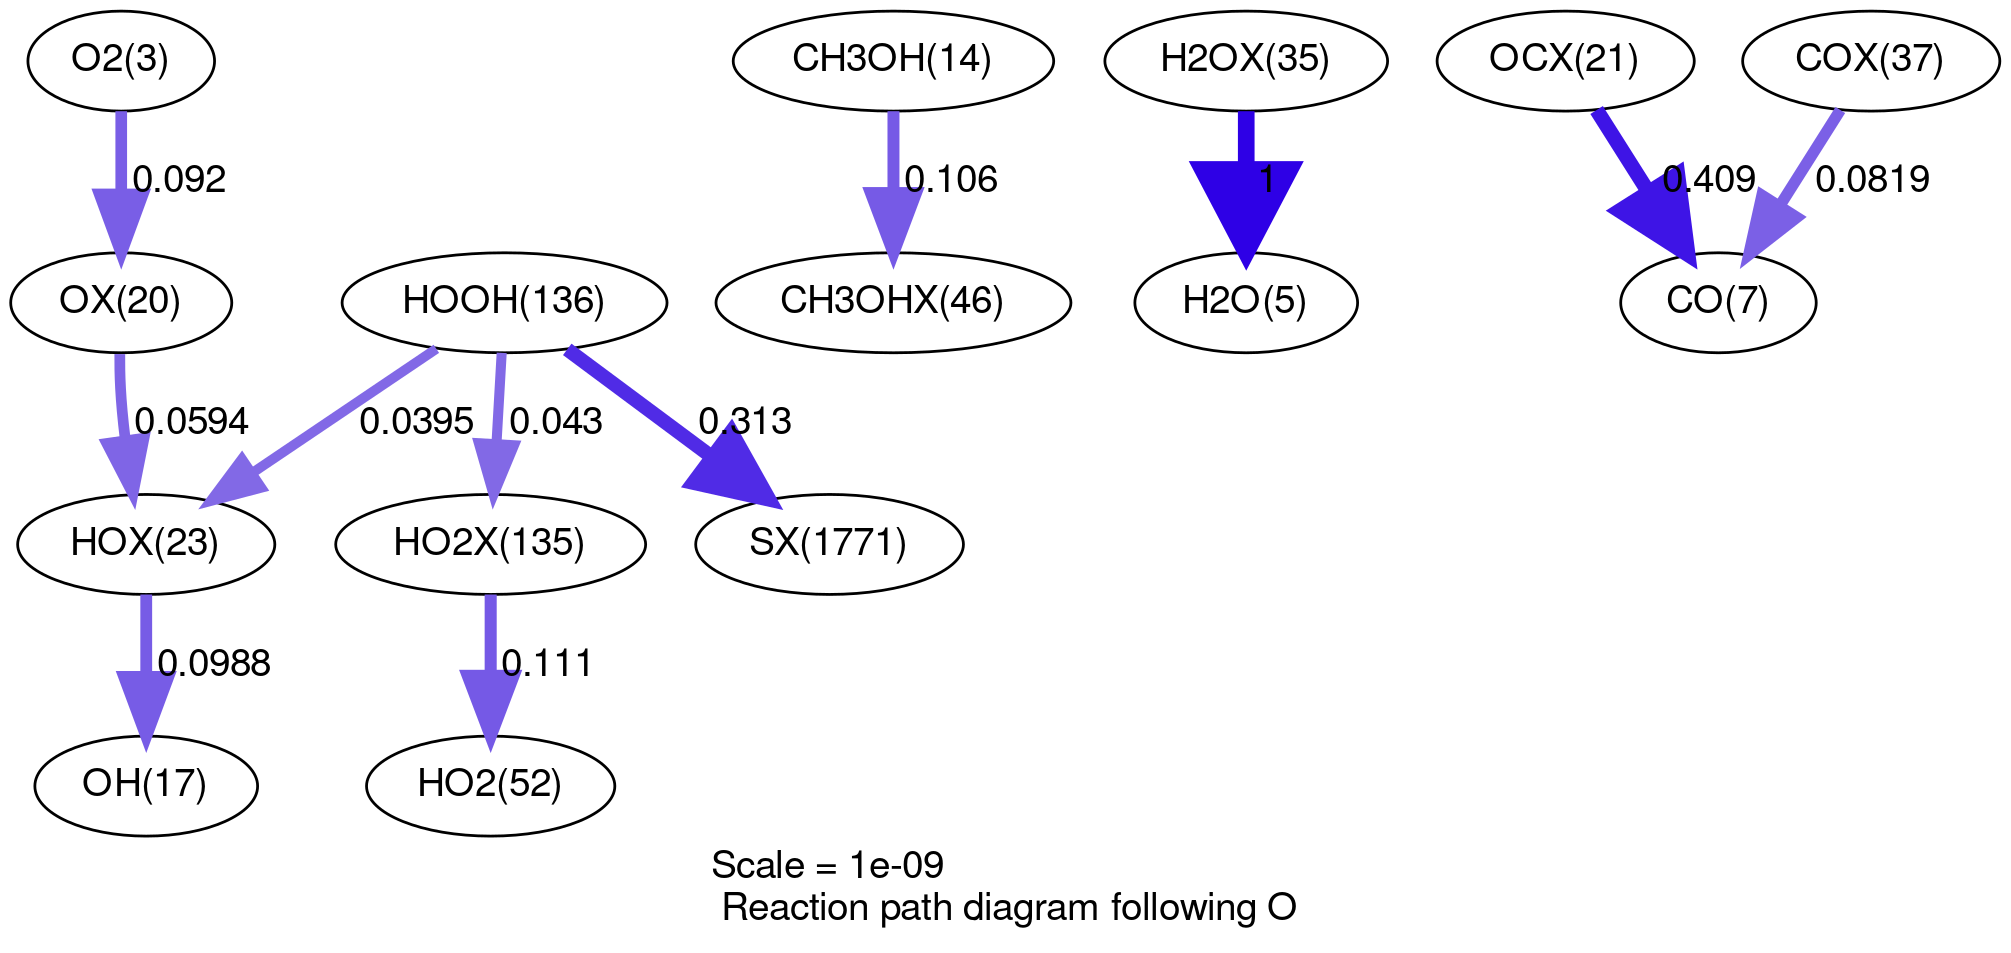 O2(3)
CH3OH(14)
H2OX(35)
OCX(21)
COX(37)
0.092
0.106
1
0.409
0.0819
OX(20)
HOOH(136)
CH3OHX(46)
H2O(5)
CO(7)
0.0594
0.0395
0.043
0.313
HOX(23)
HO2X(135)
SX(1771)
0.0988
0.111
OH(17)
HO2(52)
Scale = 1e-09
Reaction path diagram following O